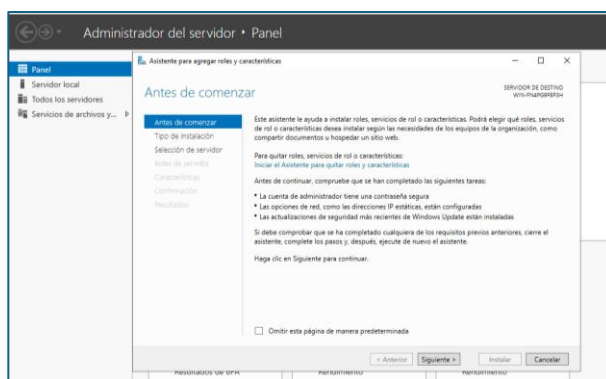 Administrador del servidor • Panel
Panel
Servidor local
Todos los servidores
Servicios de archivos y...
Asistente para agregar roles y características
Antes de comenzar
SERVIDOR DE DESTINO
Antes de comenzar
Tipo de instalación
Selección de servidor
Roles de servidor
Características
Confirmación
Resultados
Este asistente le ayuda a instalar roles, servicios de rol o características. Podrá elegir qué roles, servicios
de rol o características desea instalar según las necesidades de los equipos de la organización, como
compartir documentos u hospedar un sitio web.
Para quitar roles, servicios de rol o características:
Iniciar el Asistente para quitar roles y características
Antes de continuar, compruebe que se han completado las siguientes tareas:
• La cuenta de administrador tiene una contraseña segura
• Las opciones de red, como las direcciones IP estáticas, están configuradas
• Las actualizaciones de seguridad más recientes de Windows Update están instaladas
Si debe comprobar que se ha completado cualquiera de los requisitos previos anteriores, cierre el
asistente, complete los pasos y, después, ejecute de nuevo el asistente.
Haga clic en Siguiente para continuar.
Omitir esta página de manera predeterminada
< Anterior Siguiente > Instalar Cancelar
Resultados de BPA Rendimiento Rendimiento